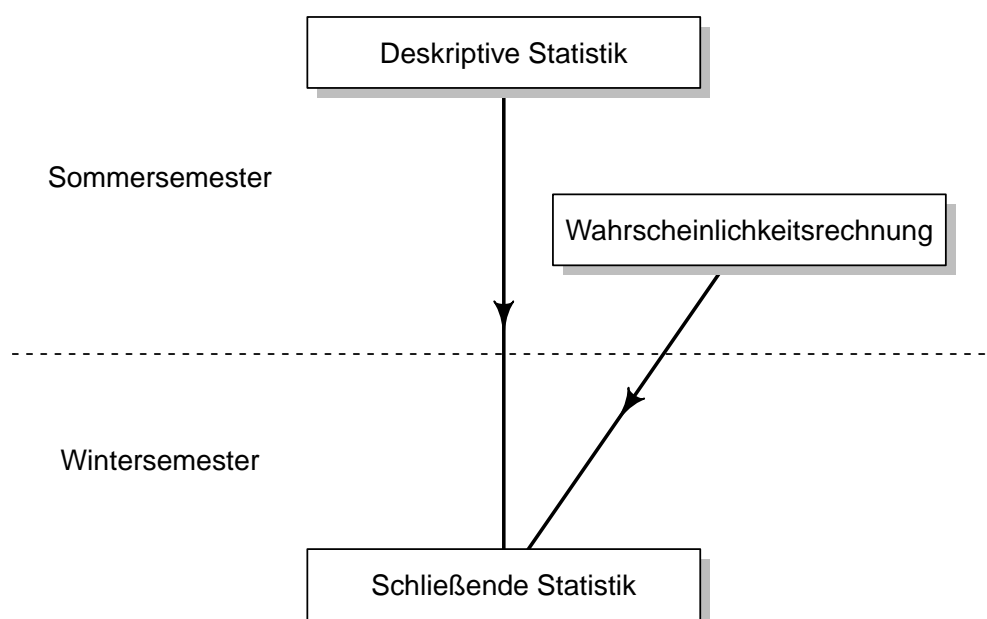 Deskriptive Statistik
Sommersemester
Wahrscheinlichkeitsrechnung
Wintersemester
Schließende Statistik